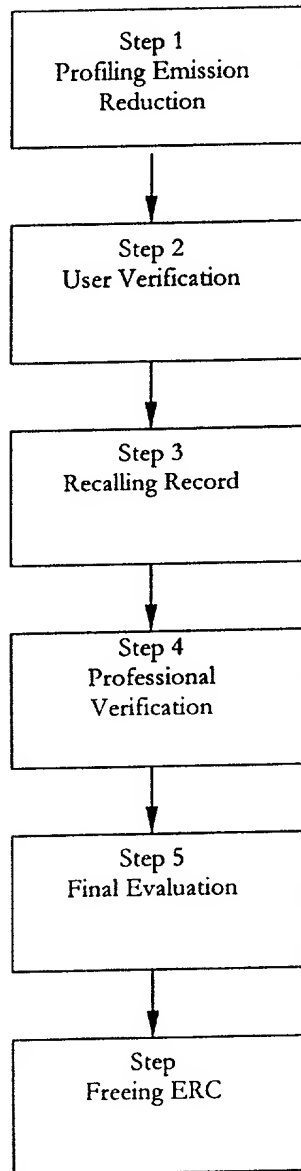 Step 1
Profiling Emission
Reduction
Step 2
User Verification
Step 3
Recalling Record
Step 4
Professional
Verification
Step 5
Final Evaluation
Step
Freeing ERC